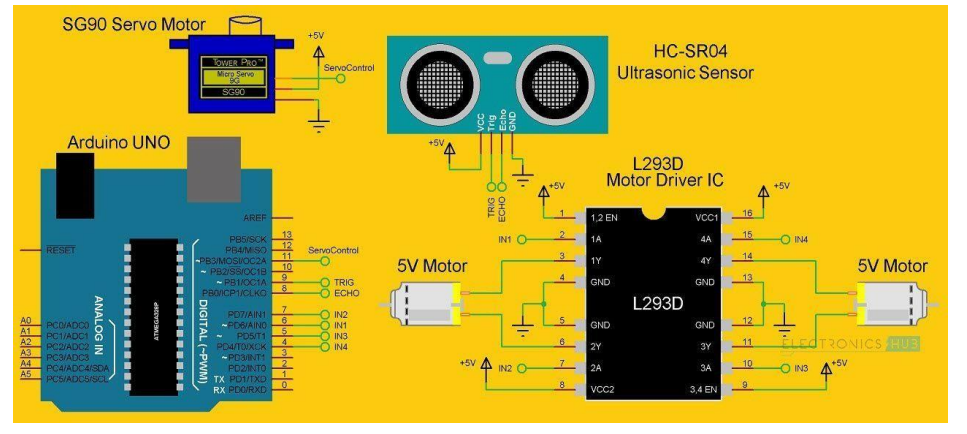 SG90 Servo Motor
+5V
TOWER PRO™
Micro Servo
9G
SG90
ServoControl
HC-SR04
Ultrasonic Sensor
VCC
Trig
Echo
GND
+5V
TRIG
ECHO
Arduino UNO
AREF
RESET
PB5/SCK 13
PB4/MISO 12
~PB3/MOSI/OC2A 11 ServoControl
~PB2/SS/OC1B 10
~PB1/OC1A 9 TRIG
PB0/ICP1/CLKO 8 ECHO
PD7/AIN1 7 IN2
~PD6/AIN0 6 IN1
~PD5/T1 5 IN3
PD4/T0/XCK 4 IN4
~PD3/INT1 3
PD2/INT0 2
TX PD1/TXD 1
RX PD0/RXD 0
DIGITAL (~PWM)
ATMEGA328P
ANALOG IN
A0 PC0/ADC0
A1 PC1/ADC1
A2 PC2/ADC2
A3 PC3/ADC3
A4 PC4/ADC4/SDA
A5 PC5/ADC5/SCL
L293D
Motor Driver IC
+5V
+5V
1 1,2 EN VCC1 16
IN1 2 1A 4A 15 IN4
3 1Y 4Y 14
4 GND GND 13
L293D
5 GND GND 12
6 2Y 3Y 11
IN2 7 2A 3A 10 IN3
8 VCC2 3,4 EN 9
+5V
+5V
5V Motor
5V Motor
ELECTRONICS HUB